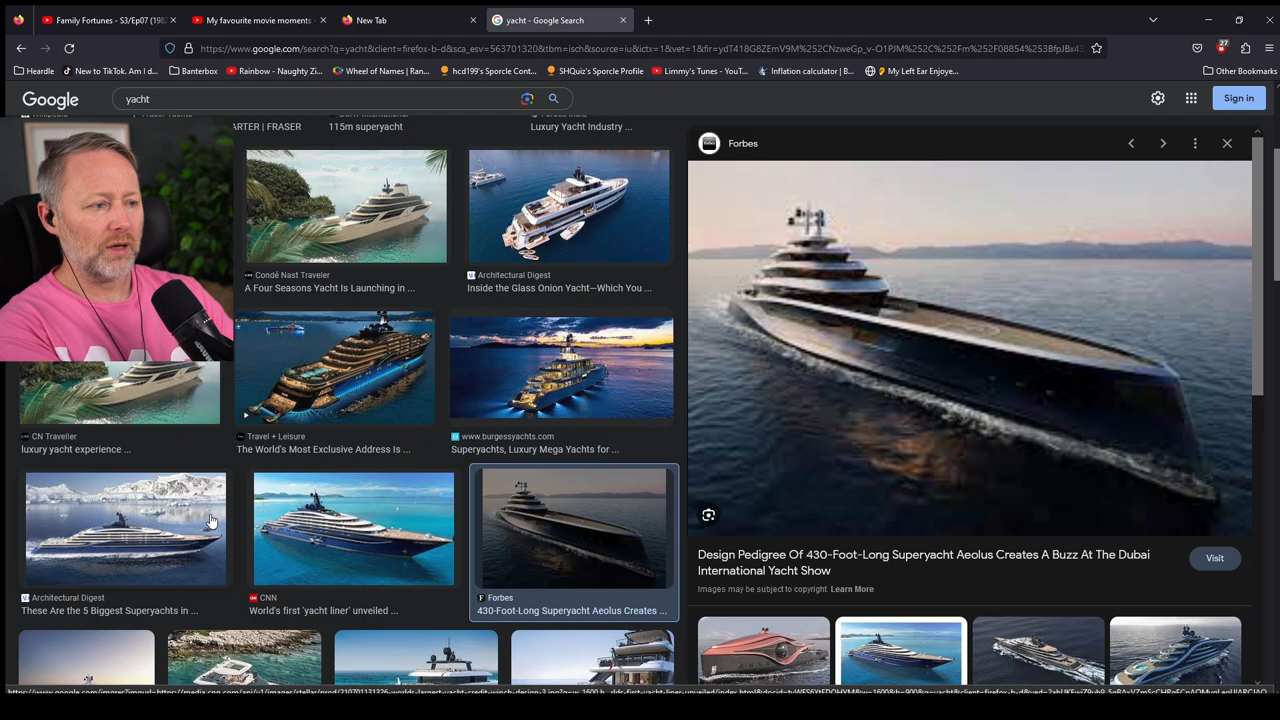 Family Fortunes - S3/Ep07 (198
My favourite movie moments -
New Tab
yacht - Google Search
Heardle
New to TikTok. Am I d...
Banterbox
Rainbow - Naughty Zi...
Wheel of Names | Ran...
hcd199's Sporcle Cont...
SHQuiz's Sporcle Profile
Limmy's Tunes - YouT...
Inflation calculator | B...
My Left Ear Enjoye...
Other Bookmarks
Google
yacht
27
Sign in
ARTER | FRASER
115m superyacht
Luxury Yacht Industry ...
Forbes
Condé Nast Traveler
A Four Seasons Yacht Is Launching in ...
Architectural Digest
Inside the Glass Onion Yacht—Which You ...
CN Traveller
luxury yacht experience ...
Travel + Leisure
The World's Most Exclusive Address Is ...
www.burgessyachts.com
Superyachts, Luxury Mega Yachts for ...
Architectural Digest
These Are the 5 Biggest Superyachts in ...
CNN
World's first 'yacht liner' unveiled ...
Forbes
430-Foot-Long Superyacht Aeolus Creates ...
Design Pedigree Of 430-Foot-Long Superyacht Aeolus Creates A Buzz At The Dubai
International Yacht Show
Visit
Images may be subject to copyright. Learn More